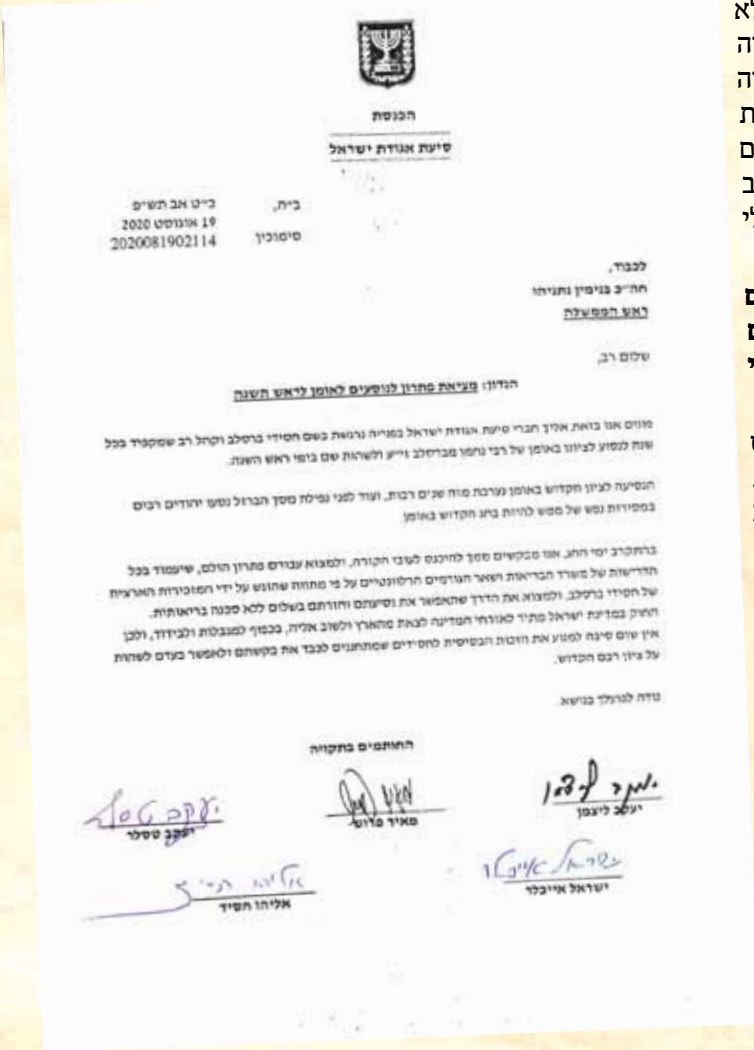 הכנסת
סיעת אגודת ישראל
ב״ה, כ״ט אב תש״פ
19 אוגוסט 2020
סימוכין 2020081902114
לכבוד,
חה״כ בנימין נתניהו
ראש הממשלה
שלום רב,
הנדון: מציאת פתרון לנוסעים לאומן לראש השנה
פונים אנו בזאת אליך חברי סיעת אגודת ישראל בפנייה נרגשת בשם חסידי ברסלב וקהל רב שמקפיד בכל
שנה לנסוע לציונו באומן של רבי נחמן מברסלב זי״ע ולשהות שם בימי ראש השנה.
הנסיעה לציון הקדוש באומן נערכת מזה שנים רבות, ועוד לפני נפילת מסך הברזל נסעו יהודים רבים
במסירות נפש של ממש להיות בחג הקדוש באומן.
בהתקרב ימי החג, אנו מבקשים ממך להיכנס לעובי הקורה, ולמצוא עבורם פתרון הולם, שיעמוד בכל
הדרישות של משרד הבריאות ושאר הגורמים הרלוונטיים על פי מתווה שהוגש על ידי המזכירות הארצית
של חסידי ברסלב, ולמצוא את הדרך שתאפשר את נסיעתם וחזרתם בשלום ללא סכנה בריאותית.
החוק במדינת ישראל מתיר לאזרחי המדינה לצאת מהארץ ולשוב אליה, בכפוף למגבלות ולבידוד, ולכן
אין שום סיבה למנוע את הזכות הבסיסית לחסידים שמתחננים לכבד את בקשתם ולאפשר בעדם לשהות
על ציון רבם הקדוש.
נודה לטיפולך בנושא
החותמים בתקויה
יעקב ליצמן
מאיר פרוש
יעקב טסלר
ישראל אייכלר
אליהו חסיד